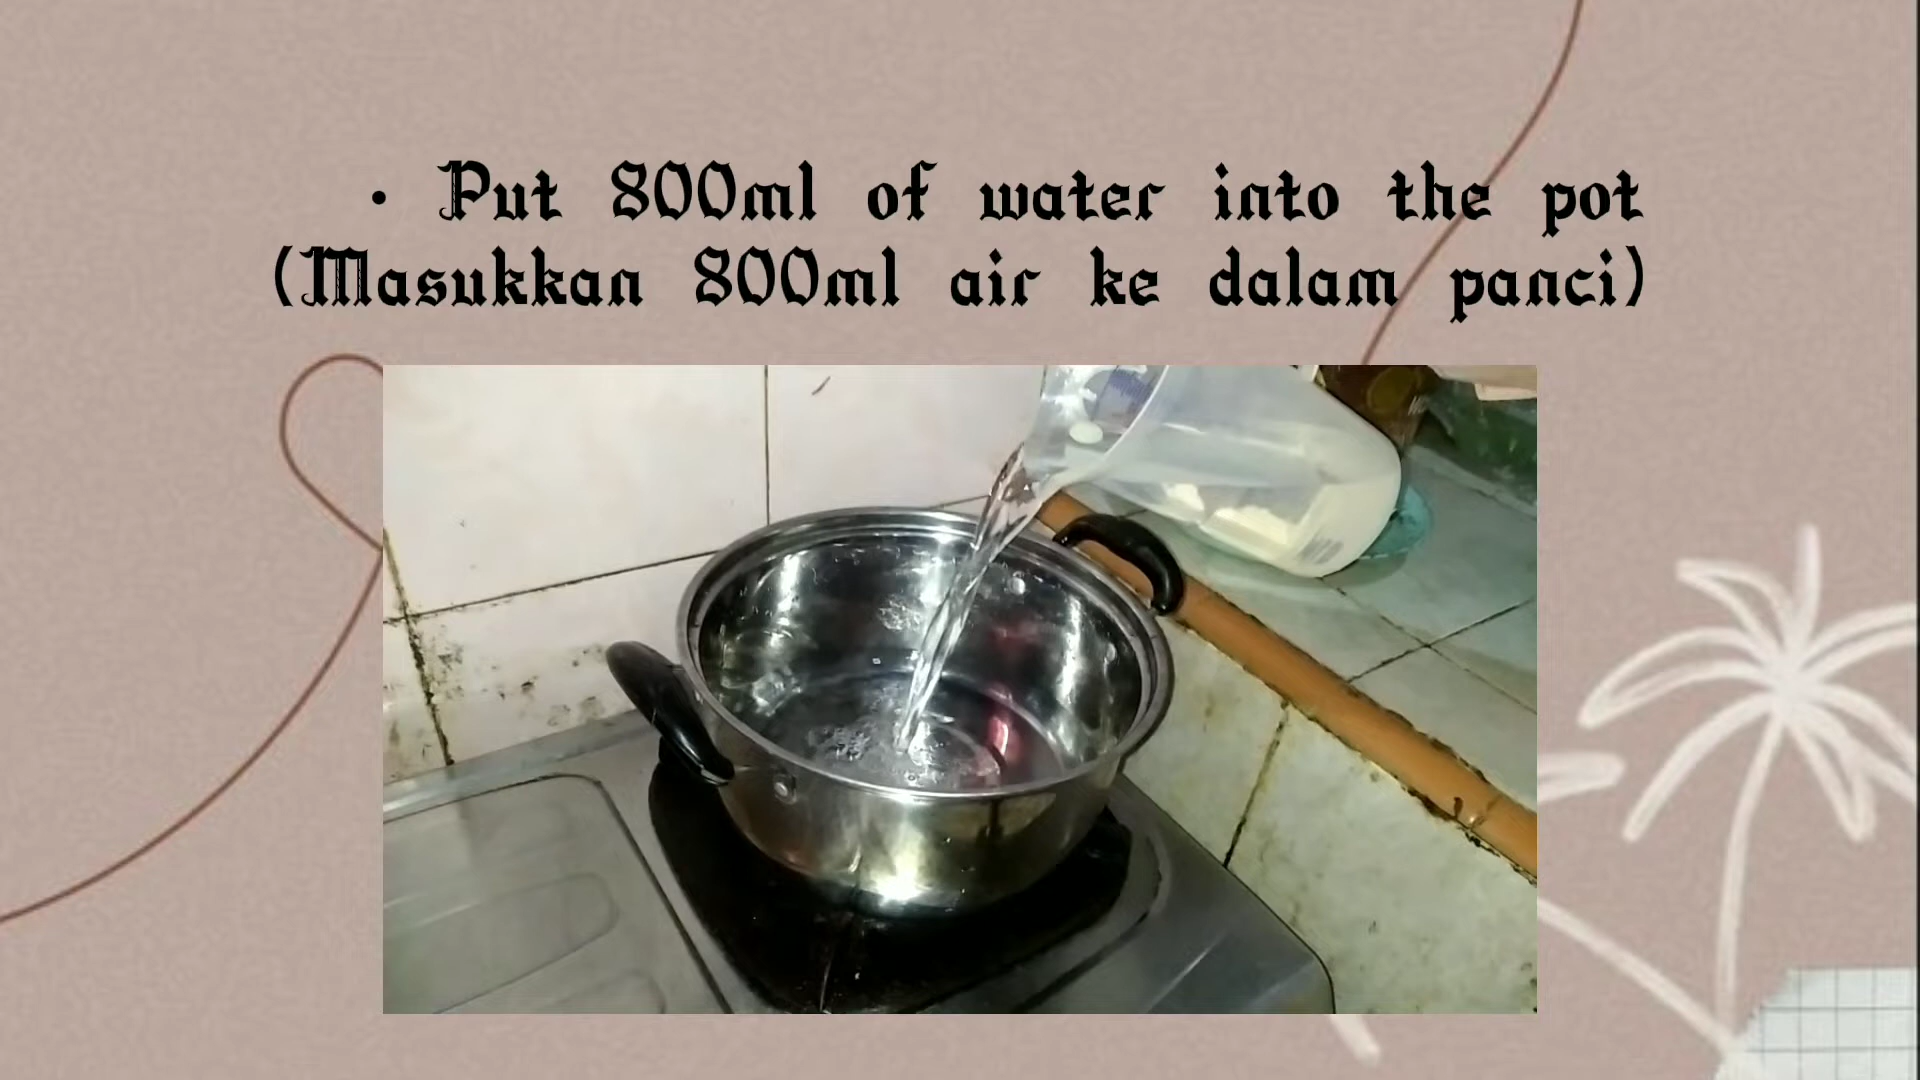 • Put 800ml of water into the pot
(Masukkan 800ml air ke dalam panci)